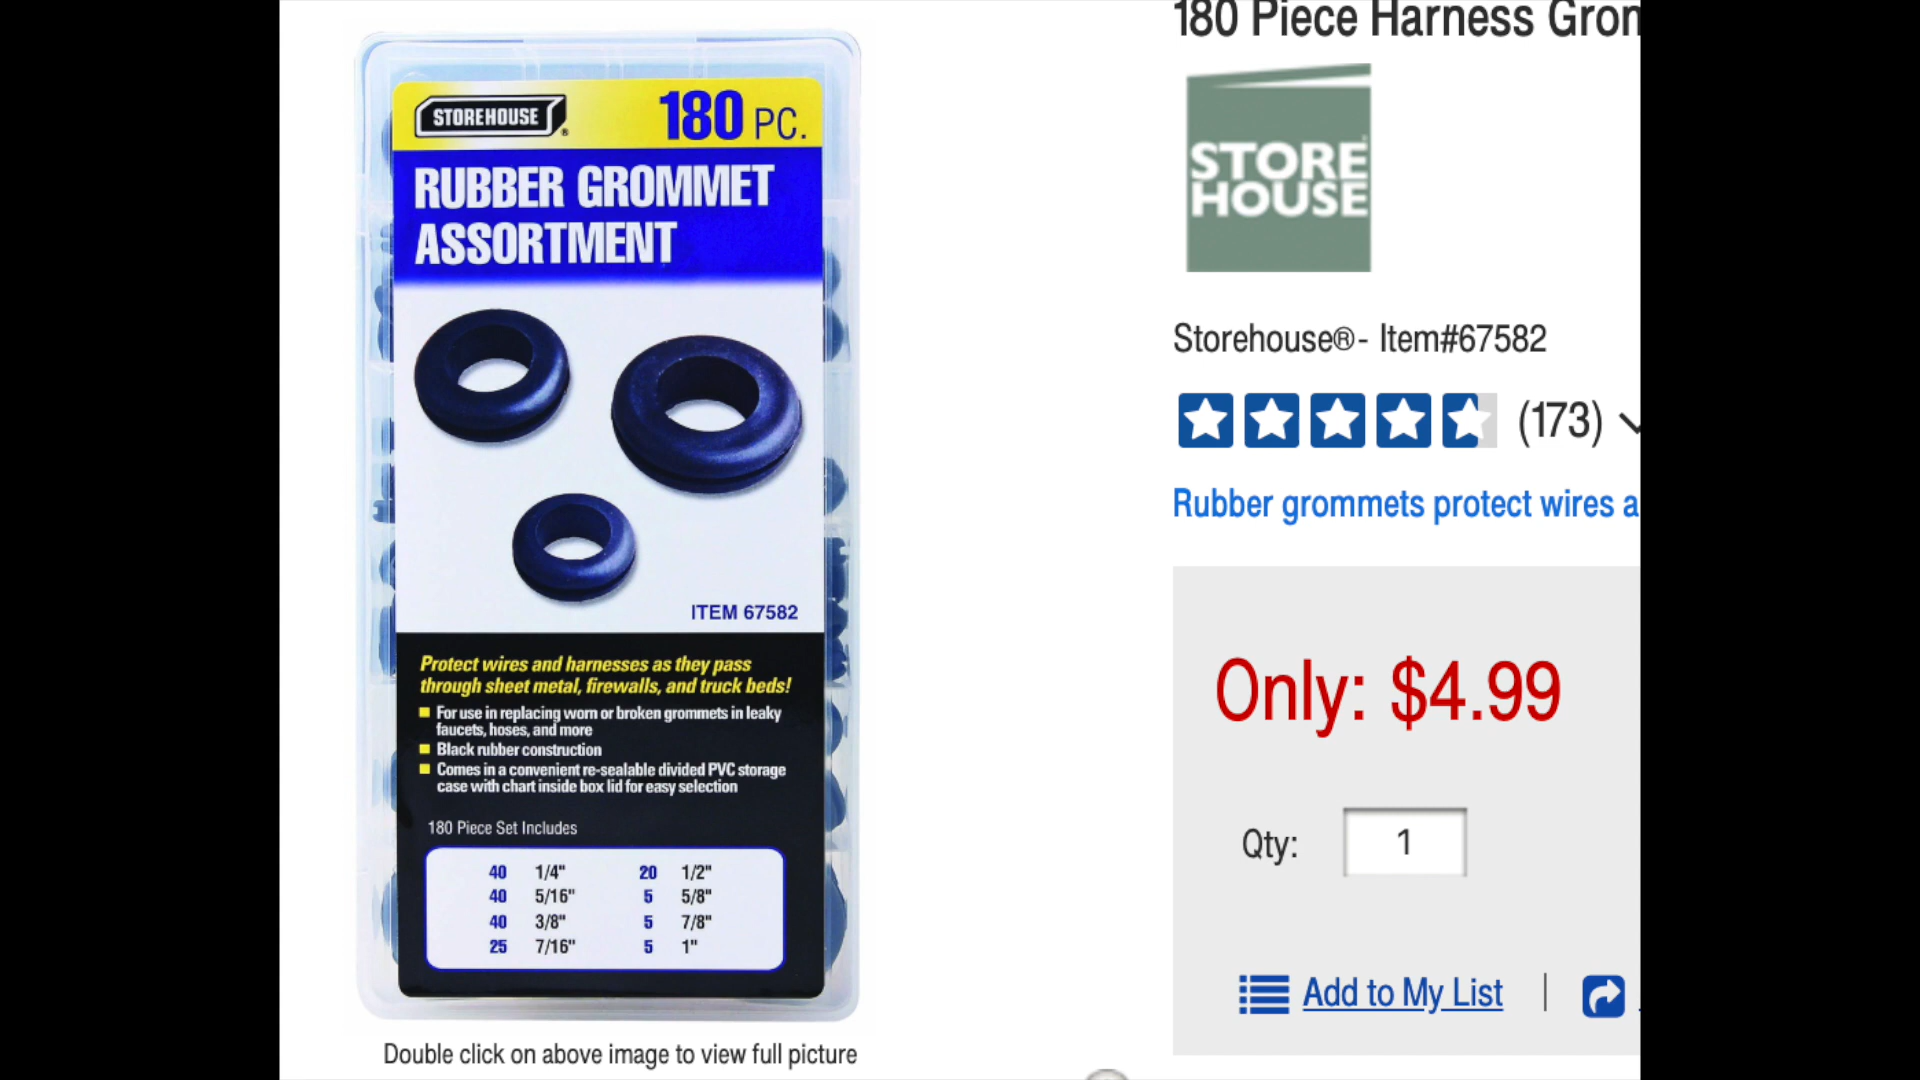 STOREHOUSE®
180 PC.
RUBBER GROMMET
ASSORTMENT
ITEM 67582
Protect wires and harnesses as they pass
through sheet metal, firewalls, and truck beds!
For use in replacing worn or broken grommets in leaky
faucets, hoses, and more
Black rubber construction
Comes in a convenient re-sealable divided PVC storage
case with chart inside box lid for easy selection
180 Piece Set Includes
40 1/4" 20 1/2"
40 5/16" 5 5/8"
40 3/8" 5 7/8"
25 7/16" 5 1"
Double click on above image to view full picture
180 Piece Harness Grom
STORE
HOUSE
Storehouse®- Item#67582
(173)
Rubber grommets protect wires a
Only: $4.99
Qty: 1
Add to My List |